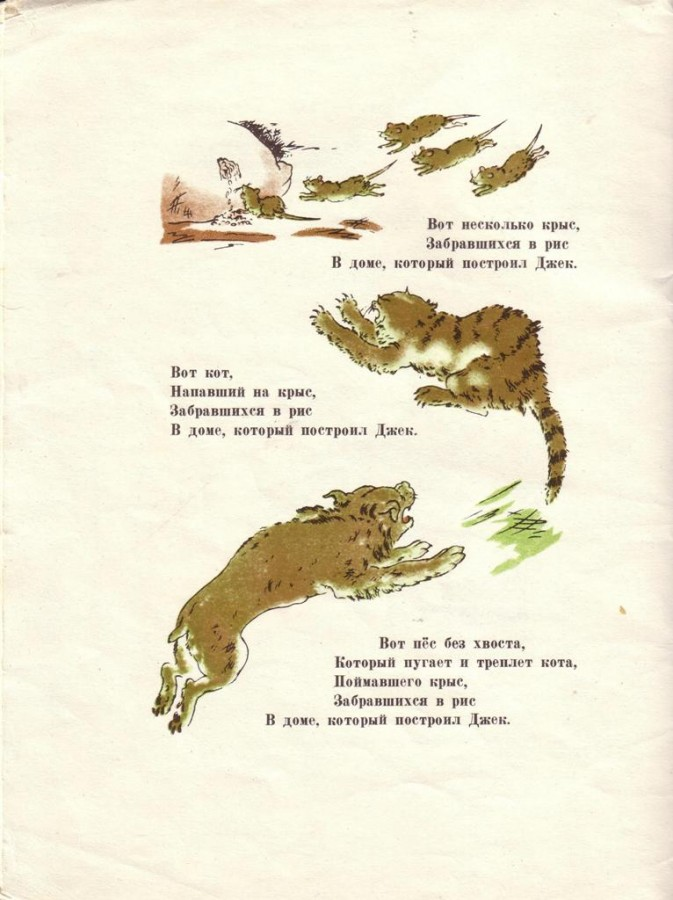 Вот несколько крыс,
Забравшихся в рис
В доме, который построил Джек.
Вот кот,
Напавший на крыс,
Забравшихся в рис
В доме, который построил Джек.
Вот пёс без хвоста,
Который пугает и треплет кота,
Поймавшего крыс,
Забравшихся в рис
В доме, который построил Джек.